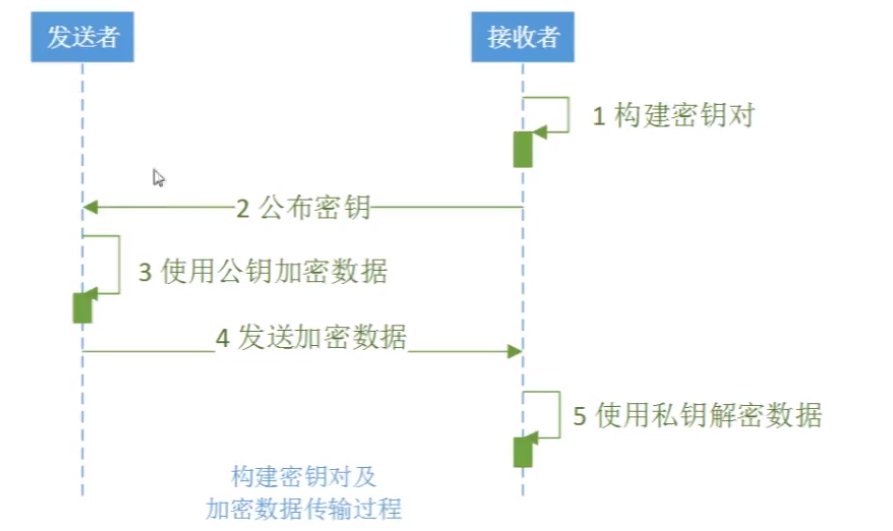 发送者
接收者
1 构建密钥对
2 公布密钥
3 使用公钥加密数据
4 发送加密数据
5 使用私钥解密数据
构建密钥对及
加密数据传输过程